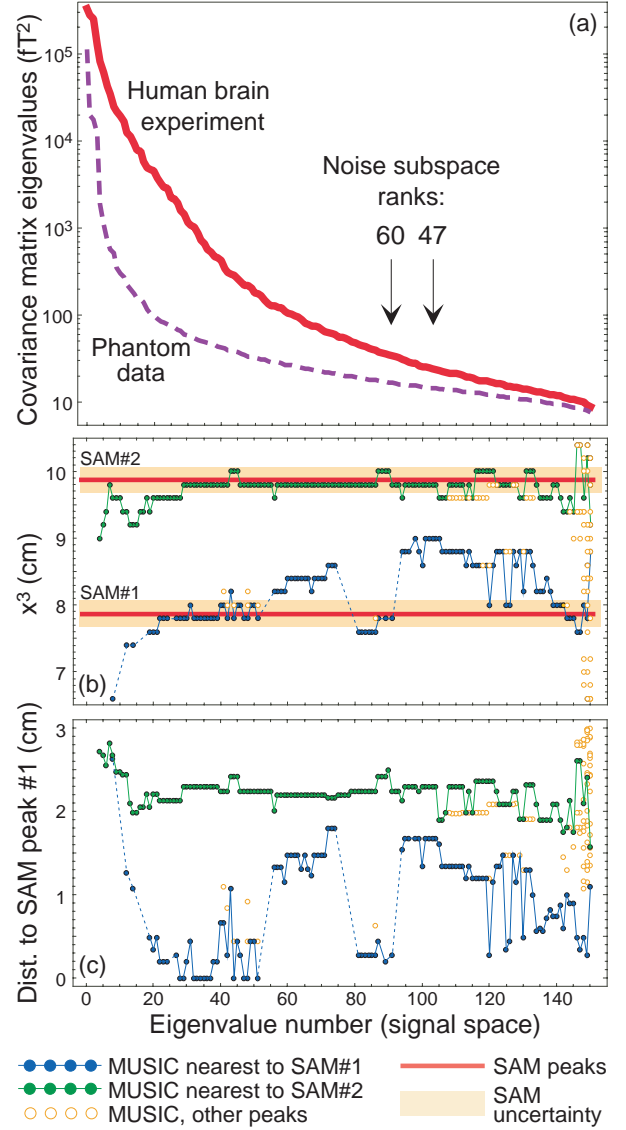 (a)
Covariance matrix eigenvalues (fT²)
10⁵
10⁴
10³
100
10
Human brain
experiment
Noise subspace
ranks:
60 47
Phantom
data
(b)
x³ (cm)
10
9
8
7
SAM#2
SAM#1
(c)
Dist. to SAM peak #1 (cm)
3
2
1
0
0 20 40 60 80 100 120 140
Eigenvalue number (signal space)
MUSIC nearest to SAM#1
MUSIC nearest to SAM#2
MUSIC, other peaks
SAM peaks
SAM
uncertainty